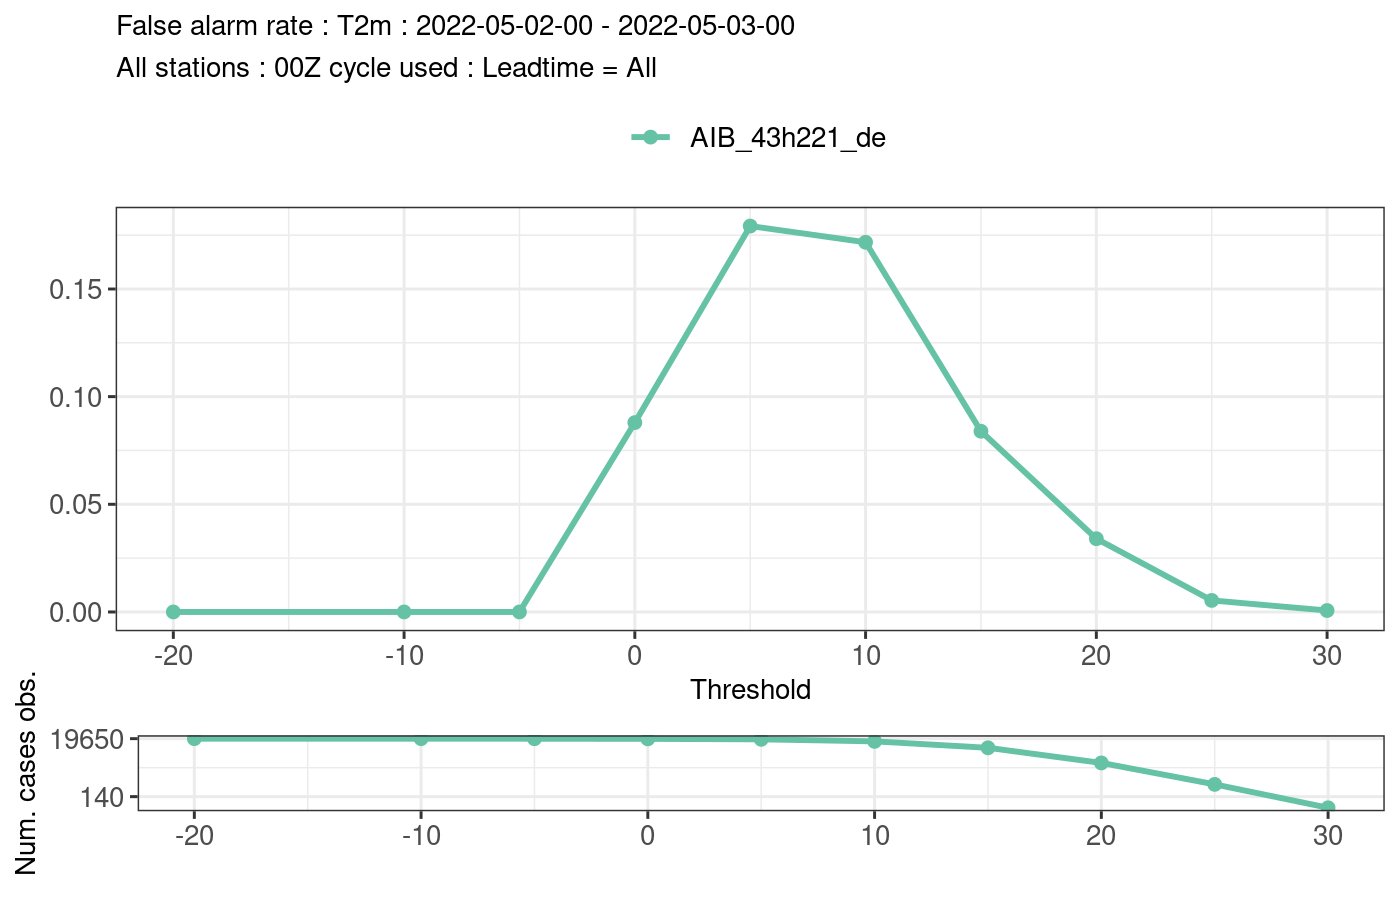 False alarm rate : T2m : 2022-05-02-00 - 2022-05-03-00
All stations : 00Z cycle used : Leadtime = All
AIB_43h221_de
0.15
0.10
0.05
0.00
-20 -10 0 10 20 30
Threshold
Num. cases obs.
19650
140
-20 -10 0 10 20 30